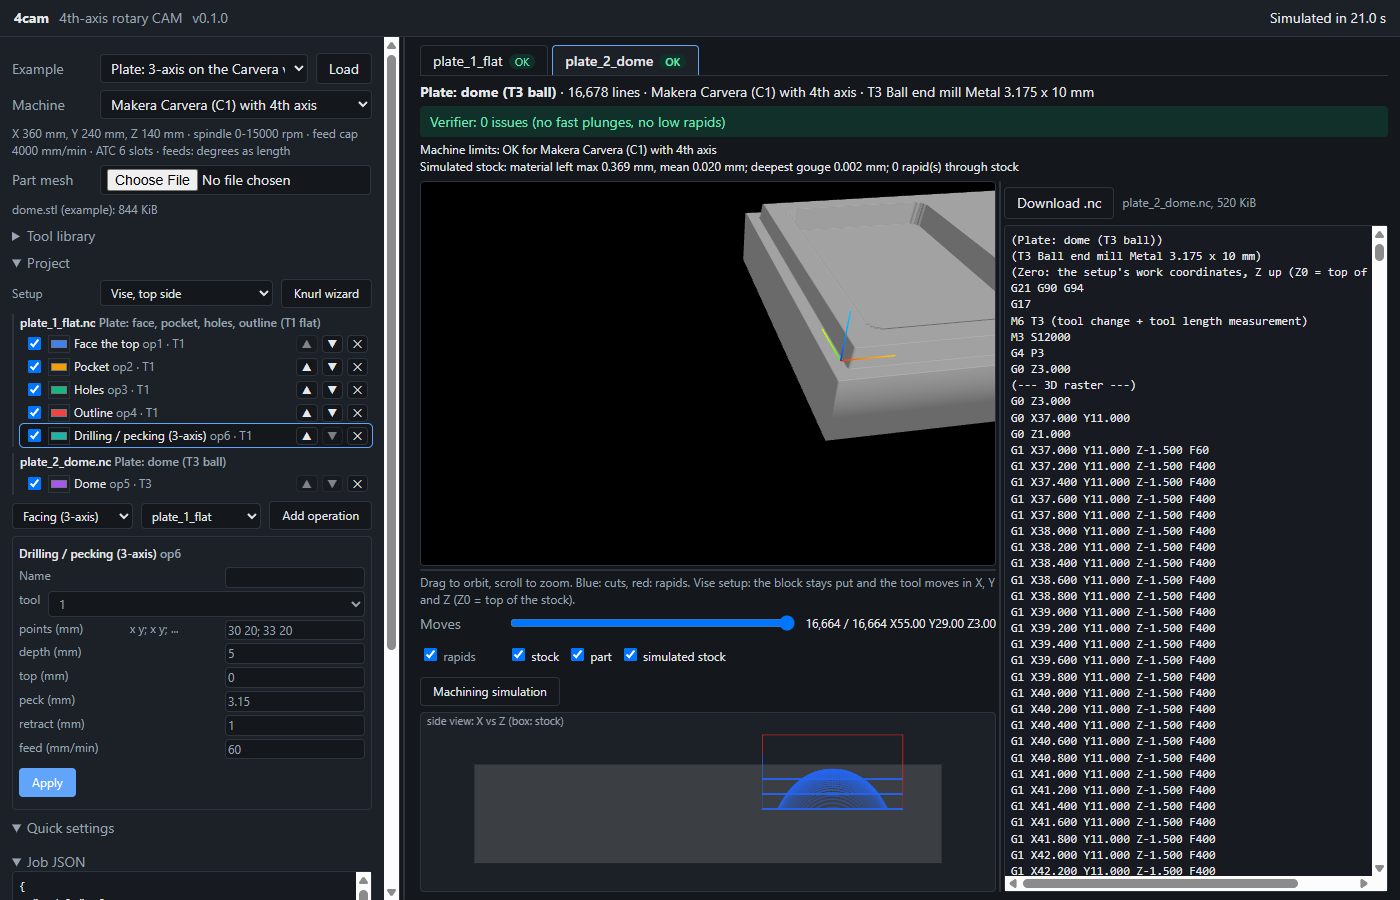 4cam 4th-axis rotary CAM v0.1.0
Simulated in 21.0 s
Example Plate: 3-axis on the Carvera Load
Machine Makera Carvera (C1) with 4th axis
X 360 mm, Y 240 mm, Z 140 mm · spindle 0-15000 rpm · feed cap
4000 mm/min · ATC 6 slots · feeds: degrees as length
Part mesh Choose File No file chosen
dome.stl (example): 844 KiB
▶ Tool library
▼ Project
Setup Vise, top side Knurl wizard
plate_1_flat.nc Plate: face, pocket, holes, outline (T1 flat)
Face the top op1 · T1 ▲ ▼ ✕
Pocket op2 · T1 ▲ ▼ ✕
Holes op3 · T1 ▲ ▼ ✕
Outline op4 · T1 ▲ ▼ ✕
Drilling / pecking (3-axis) op6 · T1 ▲ ▼ ✕
plate_2_dome.nc Plate: dome (T3 ball)
Dome op5 · T3 ▲ ▼ ✕
Facing (3-axis) plate_1_flat Add operation
Drilling / pecking (3-axis) op6
Name
tool 1
points (mm) x y; x y; ... 30 20; 33 20
depth (mm) 5
top (mm) 0
peck (mm) 3.15
retract (mm) 1
feed (mm/min) 60
Apply
▼ Quick settings
▼ Job JSON
{
plate_1_flat OK plate_2_dome OK
Plate: dome (T3 ball) · 16,678 lines · Makera Carvera (C1) with 4th axis · T3 Ball end mill Metal 3.175 x 10 mm
Verifier: 0 issues (no fast plunges, no low rapids)
Machine limits: OK for Makera Carvera (C1) with 4th axis
Simulated stock: material left max 0.369 mm, mean 0.020 mm; deepest gouge 0.002 mm; 0 rapid(s) through stock
Drag to orbit, scroll to zoom. Blue: cuts, red: rapids. Vise setup: the block stays put and the tool moves in X, Y
and Z (Z0 = top of the stock).
Moves 16,664 / 16,664 X55.00 Y29.00 Z3.00
rapids stock part simulated stock
Machining simulation
side view: X vs Z (box: stock)
Download .nc plate_2_dome.nc, 520 KiB
(Plate: dome (T3 ball))
(T3 Ball end mill Metal 3.175 x 10 mm)
(Zero: the setup's work coordinates, Z up (Z0 = top of
G21 G90 G94
G17
M6 T3 (tool change + tool length measurement)
M3 S12000
G4 P3
G0 Z3.000
(--- 3D raster ---)
G0 Z3.000
G0 X37.000 Y11.000
G0 Z1.000
G1 X37.000 Y11.000 Z-1.500 F60
G1 X37.200 Y11.000 Z-1.500 F400
G1 X37.400 Y11.000 Z-1.500 F400
G1 X37.600 Y11.000 Z-1.500 F400
G1 X37.800 Y11.000 Z-1.500 F400
G1 X38.000 Y11.000 Z-1.500 F400
G1 X38.200 Y11.000 Z-1.500 F400
G1 X38.400 Y11.000 Z-1.500 F400
G1 X38.600 Y11.000 Z-1.500 F400
G1 X38.800 Y11.000 Z-1.500 F400
G1 X39.000 Y11.000 Z-1.500 F400
G1 X39.200 Y11.000 Z-1.500 F400
G1 X39.400 Y11.000 Z-1.500 F400
G1 X39.600 Y11.000 Z-1.500 F400
G1 X39.800 Y11.000 Z-1.500 F400
G1 X40.000 Y11.000 Z-1.500 F400
G1 X40.200 Y11.000 Z-1.500 F400
G1 X40.400 Y11.000 Z-1.500 F400
G1 X40.600 Y11.000 Z-1.500 F400
G1 X40.800 Y11.000 Z-1.500 F400
G1 X41.000 Y11.000 Z-1.500 F400
G1 X41.200 Y11.000 Z-1.500 F400
G1 X41.400 Y11.000 Z-1.500 F400
G1 X41.600 Y11.000 Z-1.500 F400
G1 X41.800 Y11.000 Z-1.500 F400
G1 X42.000 Y11.000 Z-1.500 F400
G1 X42.200 Y11.000 Z-1.500 F400